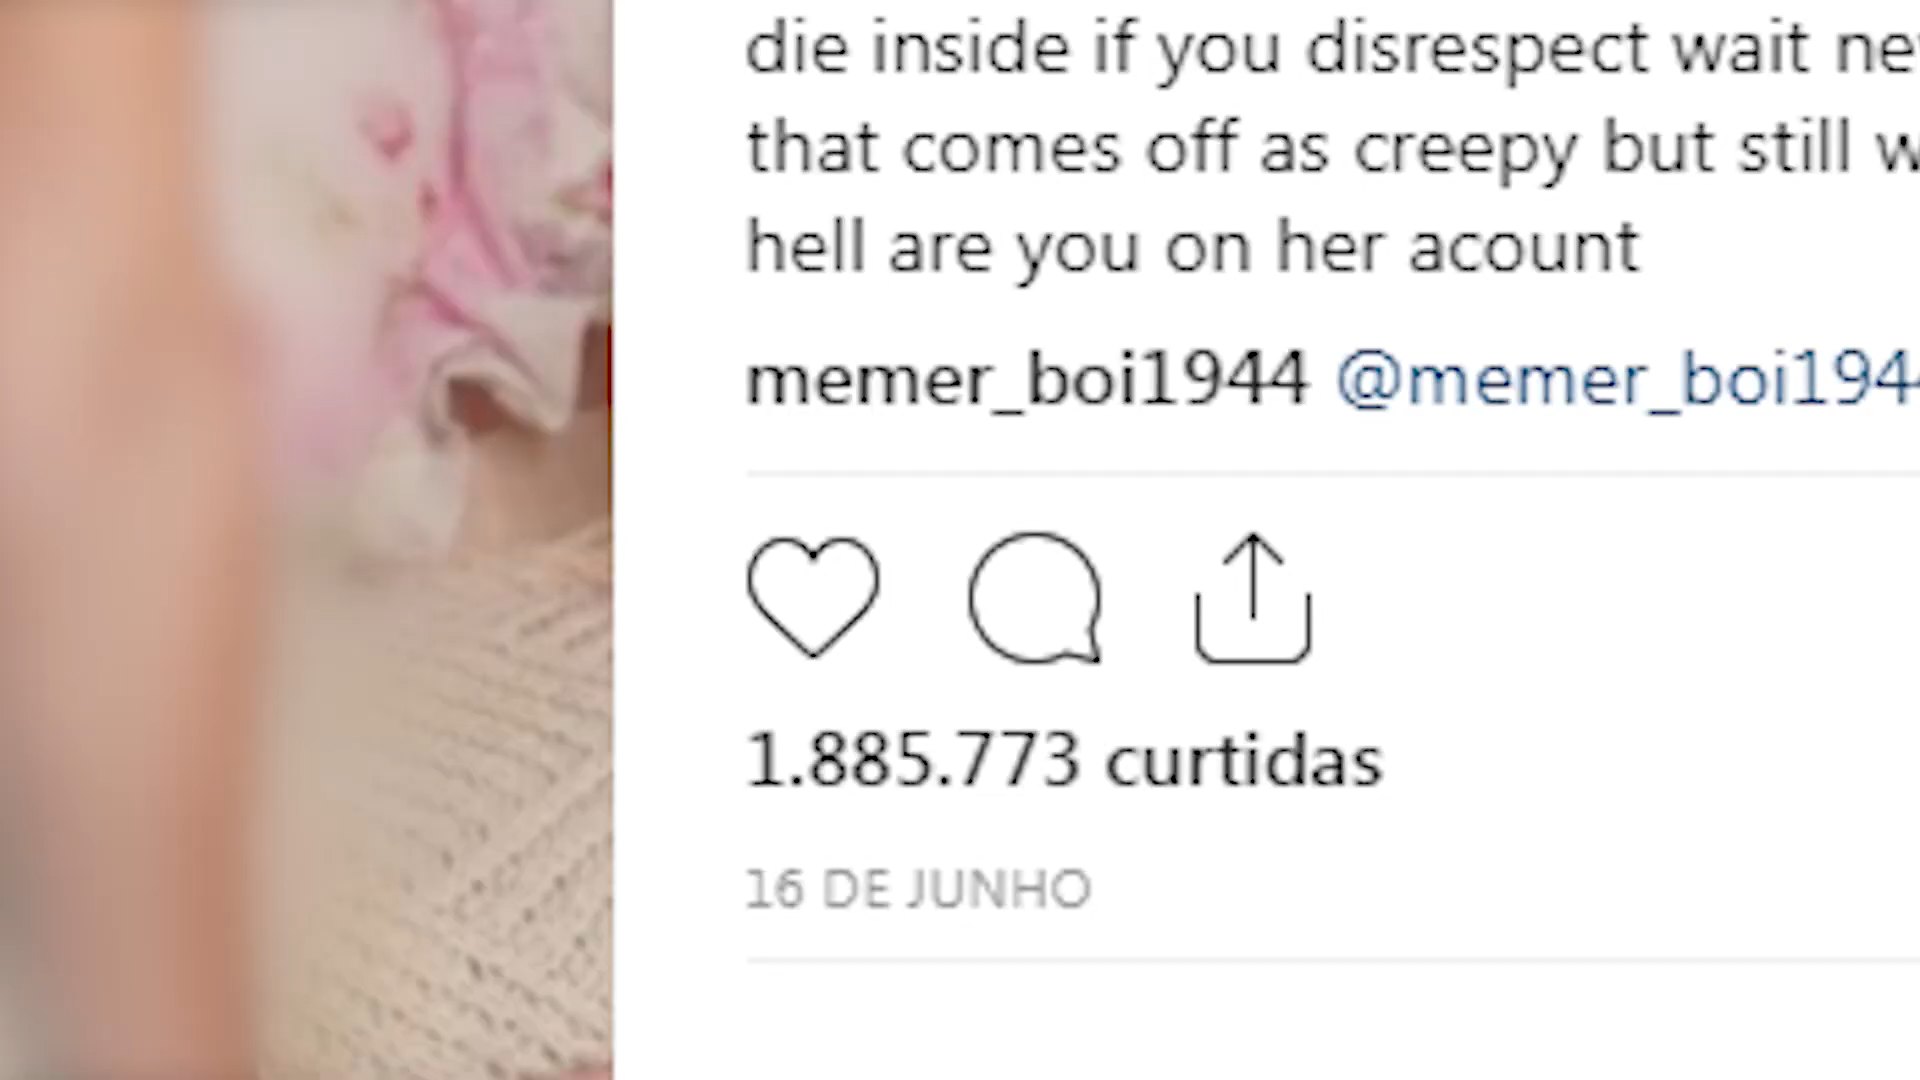 die inside if you disrespect wait
that comes off as creepy but still
hell are you on her acount
memer_boi1944 @memer_boi194
1.885.773 curtidas
16 DE JUNHO